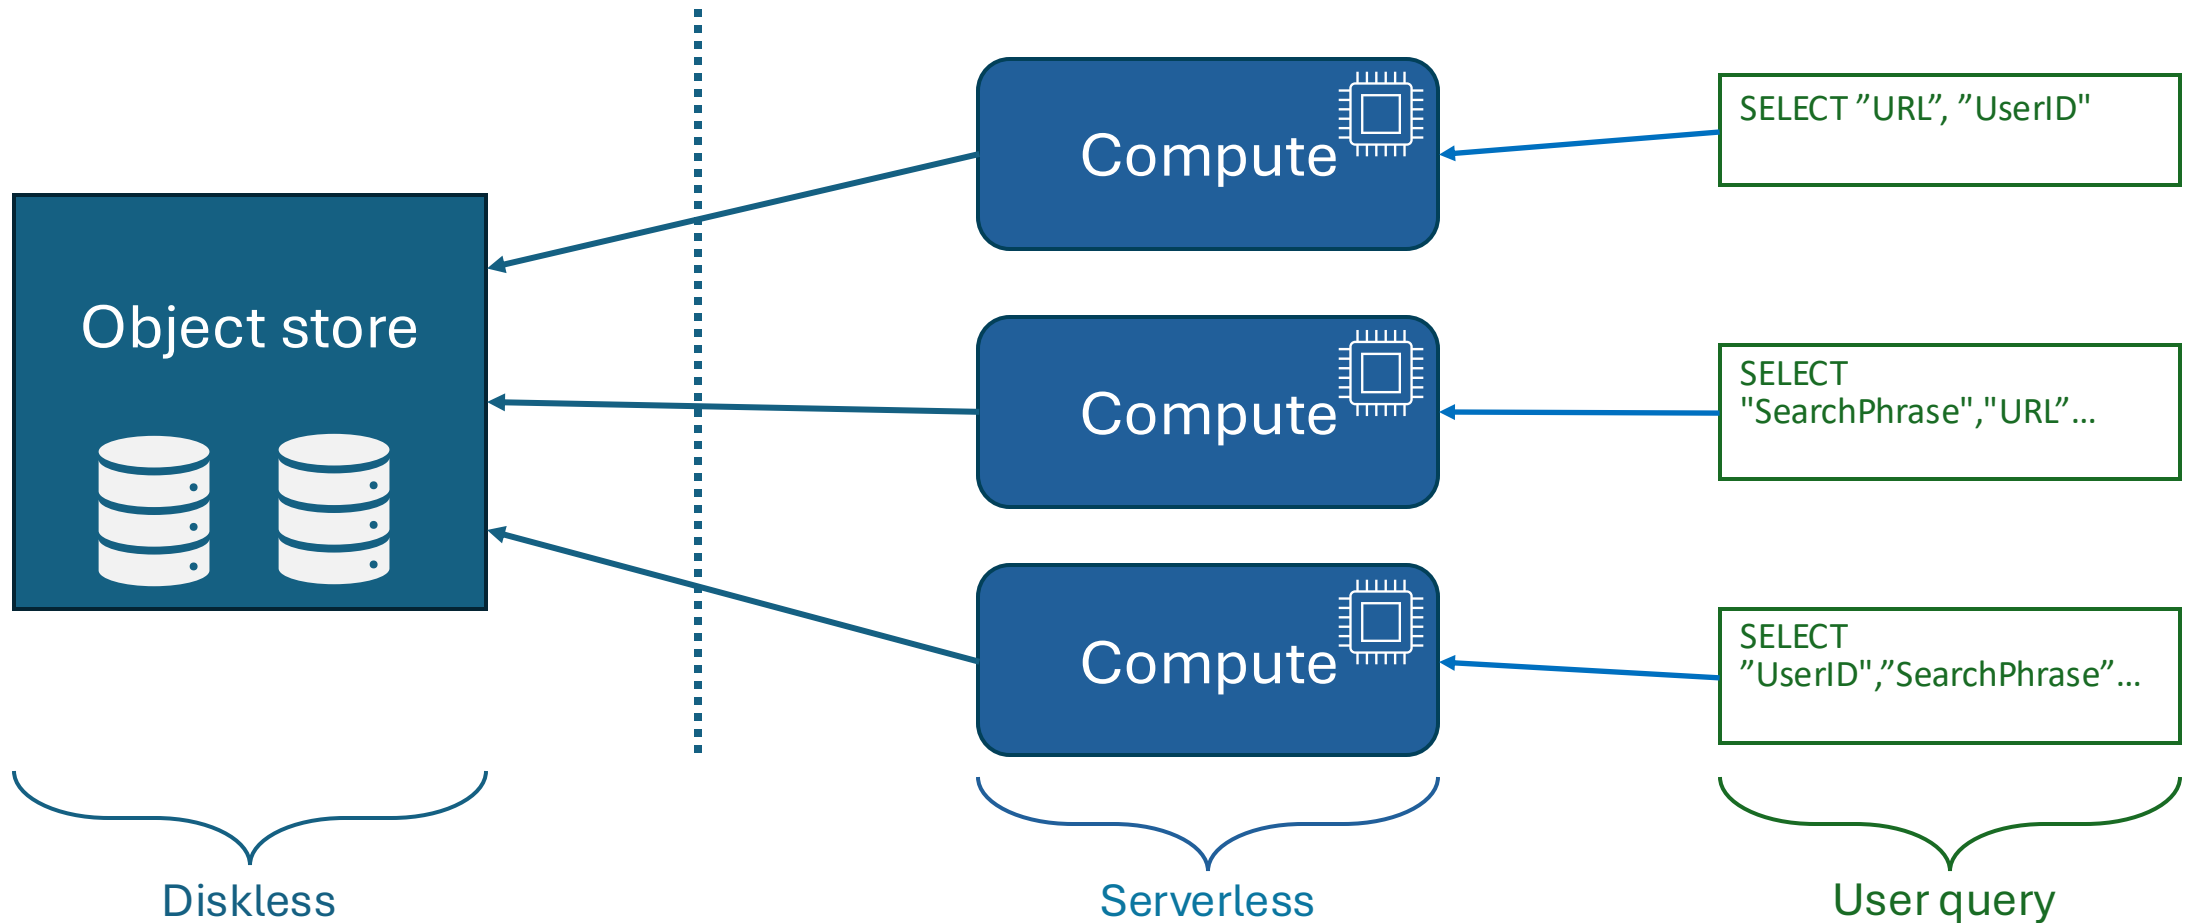 Object store
Compute
Compute
Compute
SELECT ”URL”, ”UserID"
SELECT
"SearchPhrase","URL”...
SELECT
”UserID",”SearchPhrase”...
Diskless
Serverless
User query